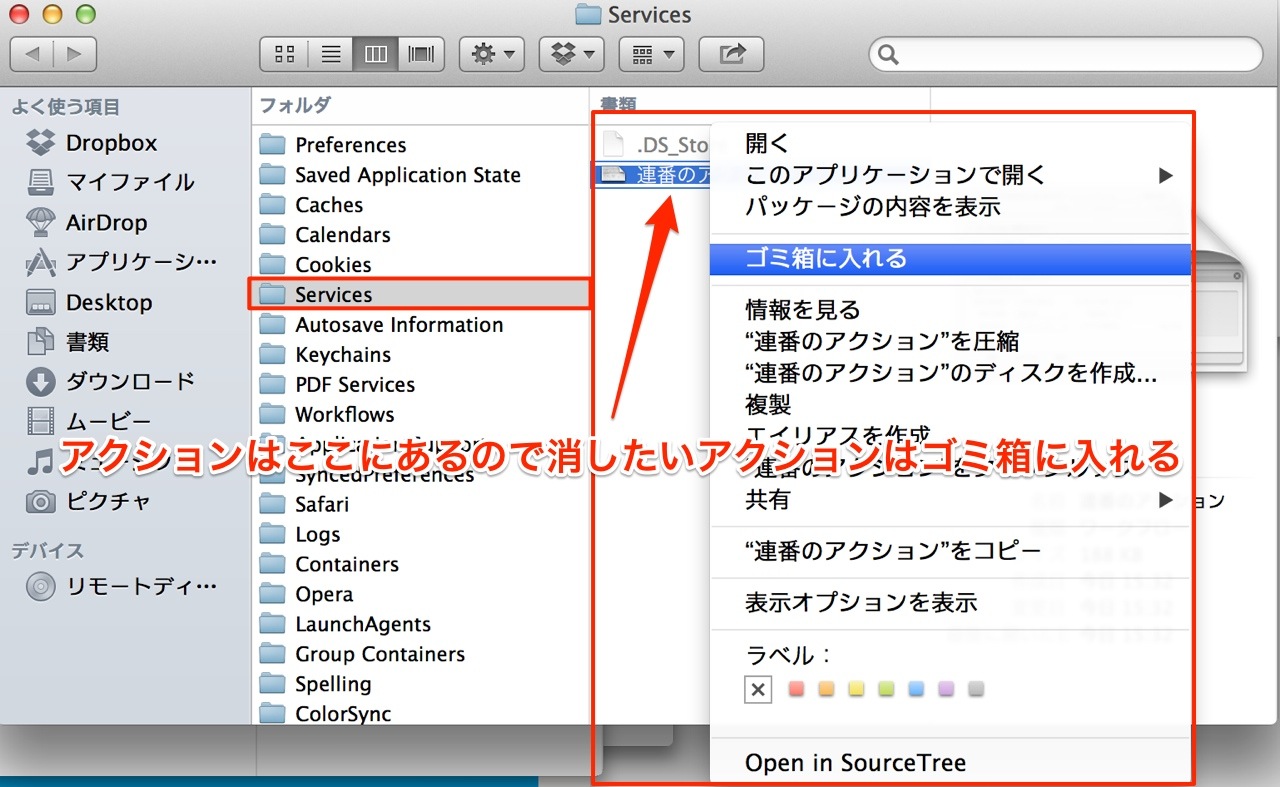 Services
よく使う項目
Dropbox
マイファイル
AirDrop
アプリケーシ…
Desktop
書類
ダウンロード
ムービー
ピクチャ
デバイス
リモートディ…
フォルダ
Preferences
Saved Application State
Caches
Calendars
Cookies
Services
Autosave Information
Keychains
PDF Services
Workflows
SyncedPreferences
Safari
Logs
Containers
Opera
LaunchAgents
Group Containers
Spelling
ColorSync
書類
.DS_Sto
連番のア
開く
このアプリケーションで開く
パッケージの内容を表示
ゴミ箱に入れる
情報を見る
“連番のアクション”を圧縮
“連番のアクション”のディスクを作成...
複製
エイリアスを作成
共有
“連番のアクション”をコピー
表示オプションを表示
ラベル：
Open in SourceTree
アクションはここにあるので消したいアクションはゴミ箱に入れる